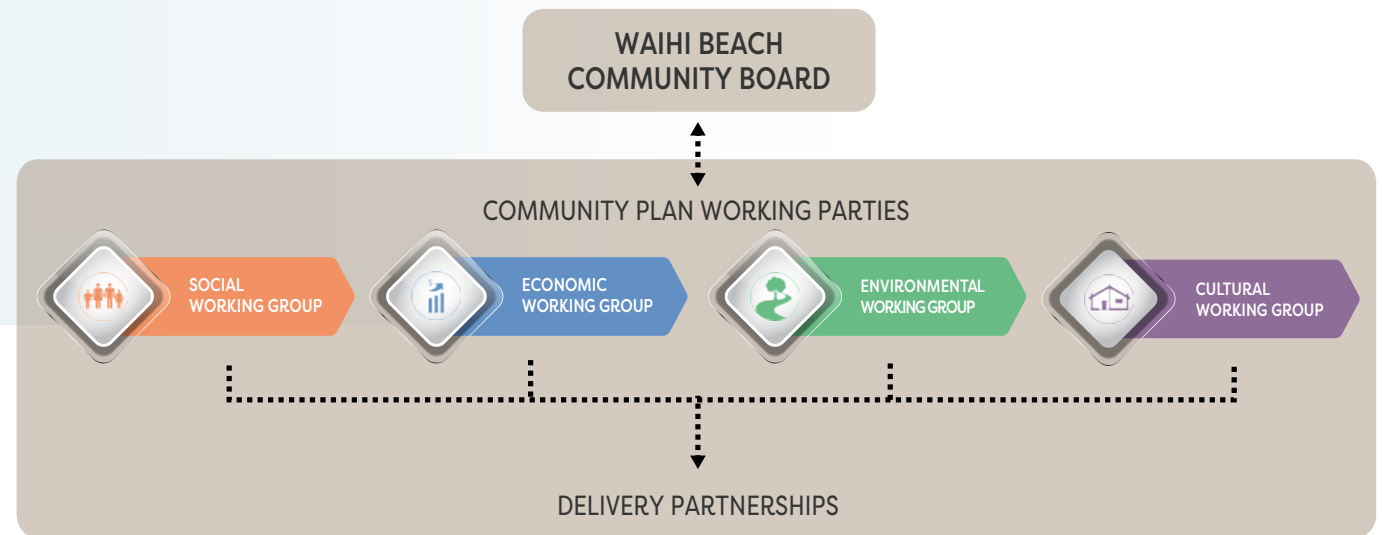 WAIHI BEACH
COMMUNITY BOARD
COMMUNITY PLAN WORKING PARTIES
SOCIAL
WORKING GROUP
ECONOMIC
WORKING GROUP
ENVIRONMENTAL
WORKING GROUP
CULTURAL
WORKING GROUP
DELIVERY PARTNERSHIPS